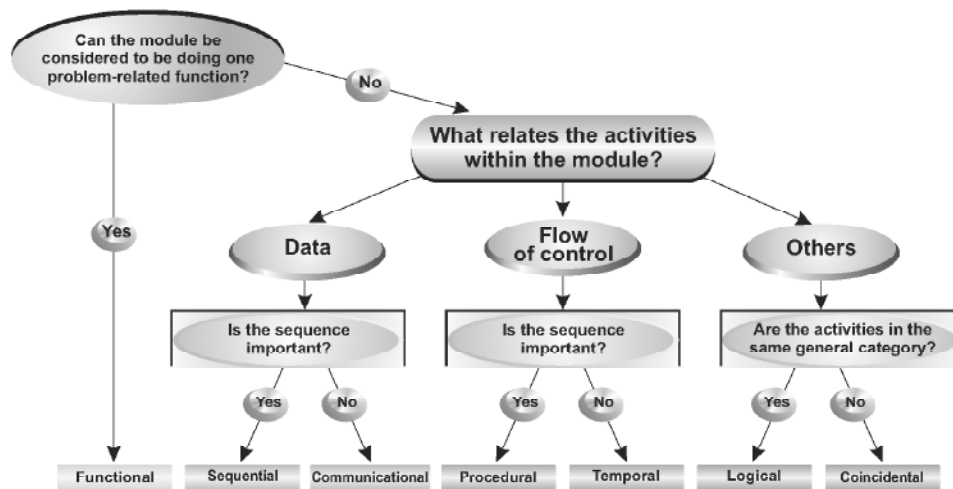 Can the module be
considered to be doing one
problem-related function?
No
What relates the activities
within the module?
Yes
Data
Flow
of control
Others
Is the sequence
important?
Is the sequence
important?
Are the activities in the
same general category?
Yes
No
Yes
No
Yes
No
Functional
Sequential
Communicational
Procedural
Temporal
Logical
Coincidental